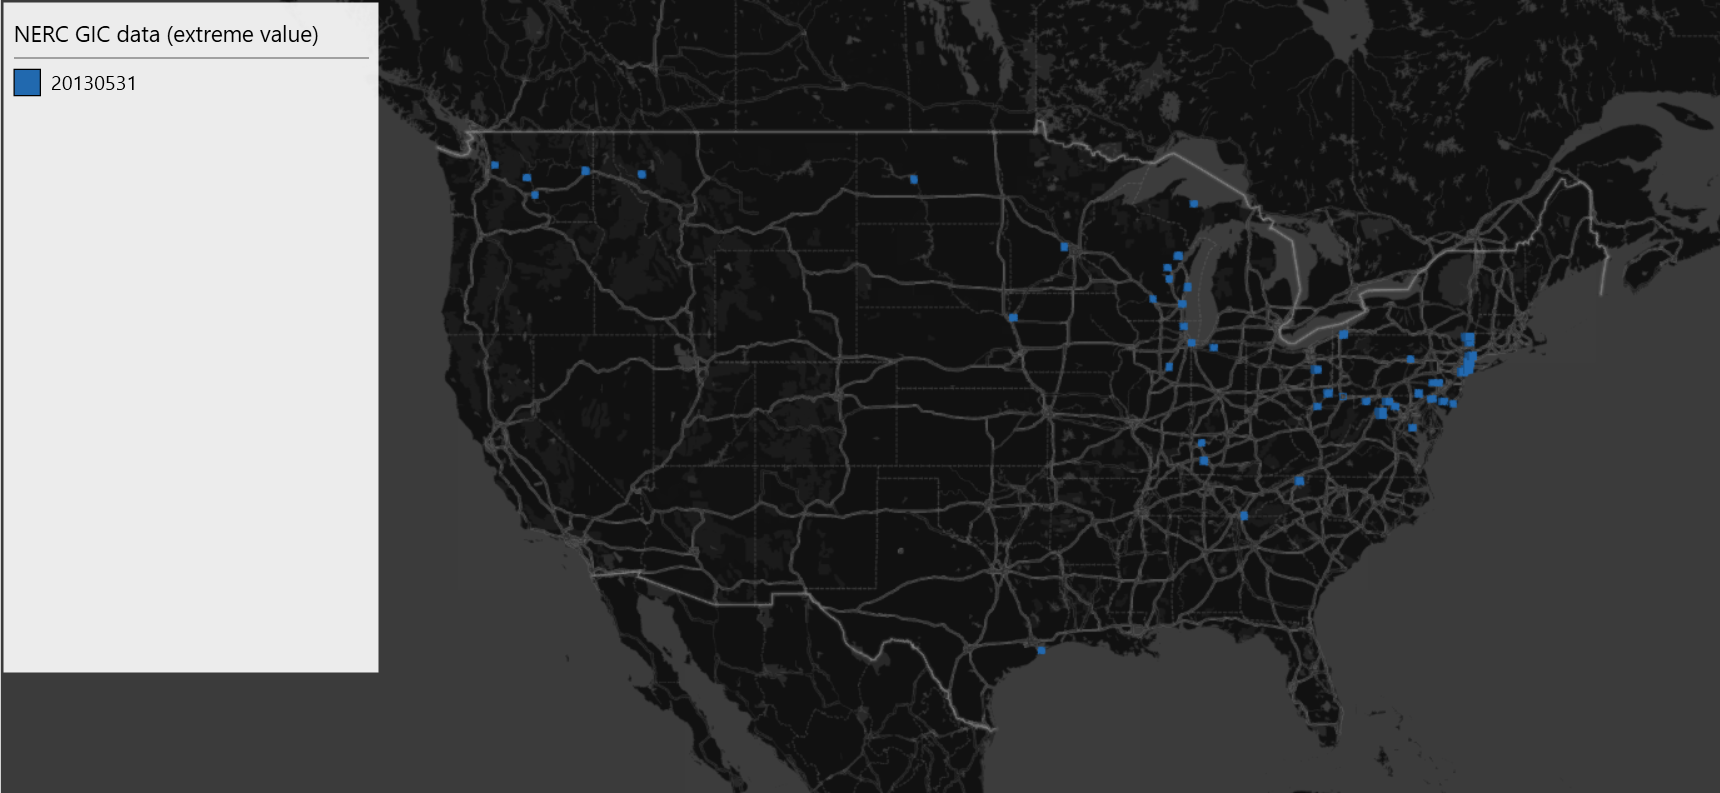 NERC GIC data (extreme value)
20130531